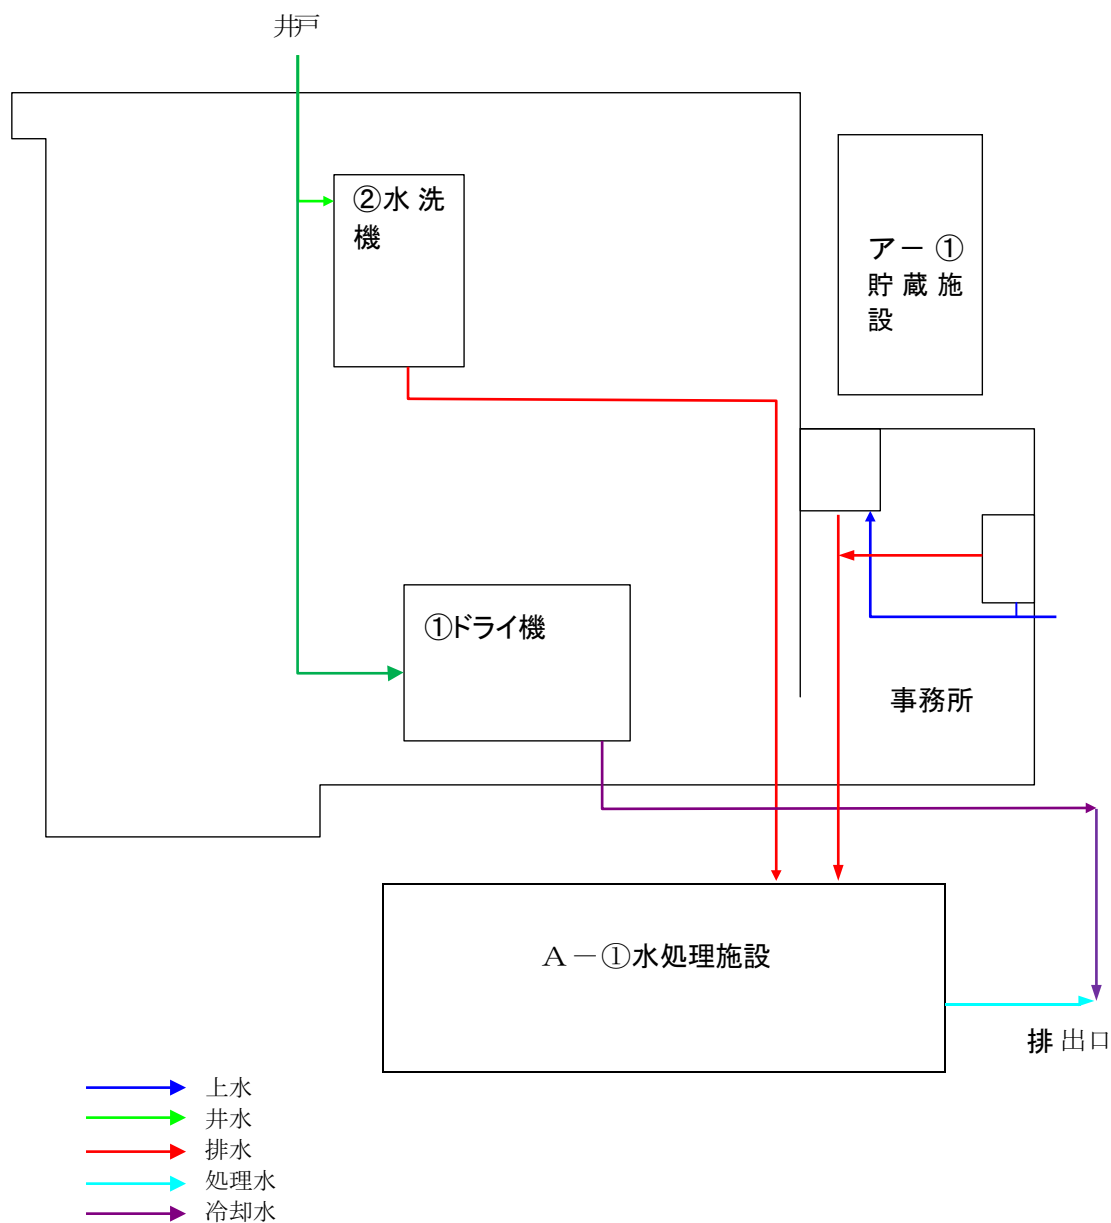 井戸
②水 洗
機
ア－ ①
貯 蔵 施
設
①ドライ機
事務所
Ａ－①水処理施設
排 出口
上水
井水
排水
処理水
冷却水